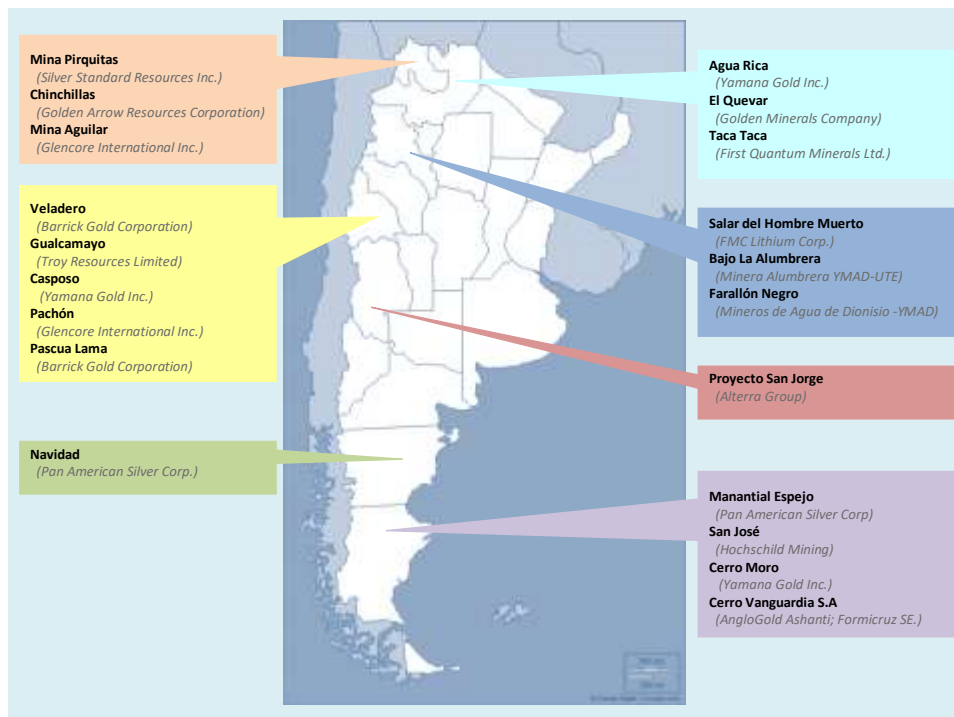 Mina Pirquitas
(Silver Standard Resources Inc.)
Chinchillas
(Golden Arrow Resources Corporation)
Mina Aguilar
(Glencore International Inc.)
Veladero
(Barrick Gold Corporation)
Gualcamayo
(Troy Resources Limited)
Casposo
(Yamana Gold Inc.)
Pachón
(Glencore International Inc.)
Pascua Lama
(Barrick Gold Corporation)
Navidad
(Pan American Silver Corp.)
Agua Rica
(Yamana Gold Inc.)
El Quevar
(Golden Minerals Company)
Taca Taca
(First Quantum Minerals Ltd.)
Salar del Hombre Muerto
(FMC Lithium Corp.)
Bajo La Alumbrera
(Minera Alumbrera YMAD-UTE)
Farallón Negro
(Mineros de Agua de Dionisio -YMAD)
Proyecto San Jorge
(Alterra Group)
Manantial Espejo
(Pan American Silver Corp)
San José
(Hochschild Mining)
Cerro Moro
(Yamana Gold Inc.)
Cerro Vanguardia S.A
(AngloGold Ashanti; Formicruz SE.)